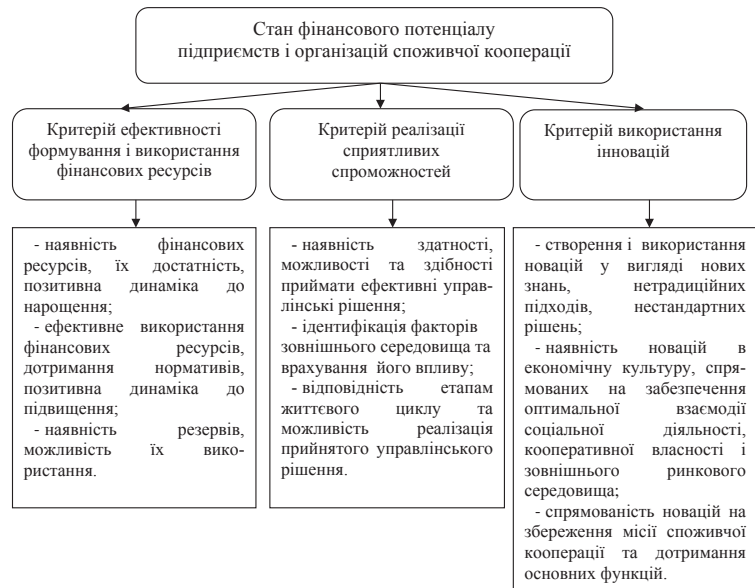 Стан фінансового потенціалу
підприємств і організацій споживчої кооперації
Критерій ефективності
формування і використання
фінансових ресурсів
Критерій реалізації
сприятливих
спроможностей
Критерій використання
інновацій
- наявність фінансових
ресурсів, їх достатність,
позитивна динаміка до
нарощення;
- ефективне використання
фінансових ресурсів,
дотримання нормативів,
позитивна динаміка до
підвищення;
- наявність резервів,
можливість їх вико-
ристання.
- наявність здатності,
можливості та здібності
приймати ефективні управ-
лінські рішення;
- ідентифікація факторів
зовнішнього середовища та
врахування його впливу;
- відповідність етапам
життєвого циклу та
можливість реалізація
прийнятого управлінського
рішення.
- створення і використання
новацій у вигляді нових
знань, нетрадиційних
підходів, нестандартних
рішень;
- наявність новацій в
економічну культуру, спря-
мованих на забезпечення
оптимальної взаємодії
соціальної діяльності,
кооперативної власності і
зовнішнього ринкового
середовища;
- спрямованість новацій на
збереження місії споживчої
кооперації та дотримання
основних функцій.